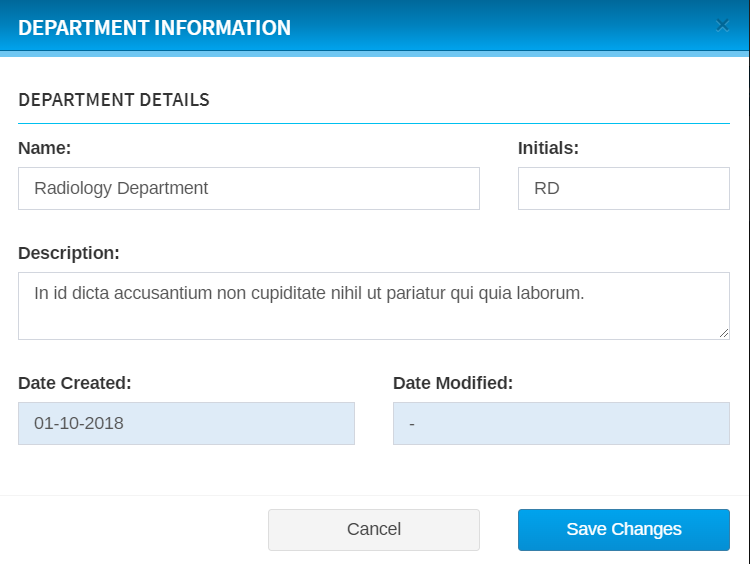 DEPARTMENT INFORMATION ×
DEPARTMENT DETAILS
Name: Initials:
Radiology Department RD
Description:
In id dicta accusantium non cupiditate nihil ut pariatur qui quia laborum.
Date Created: Date Modified:
01-10-2018 -
Cancel Save Changes